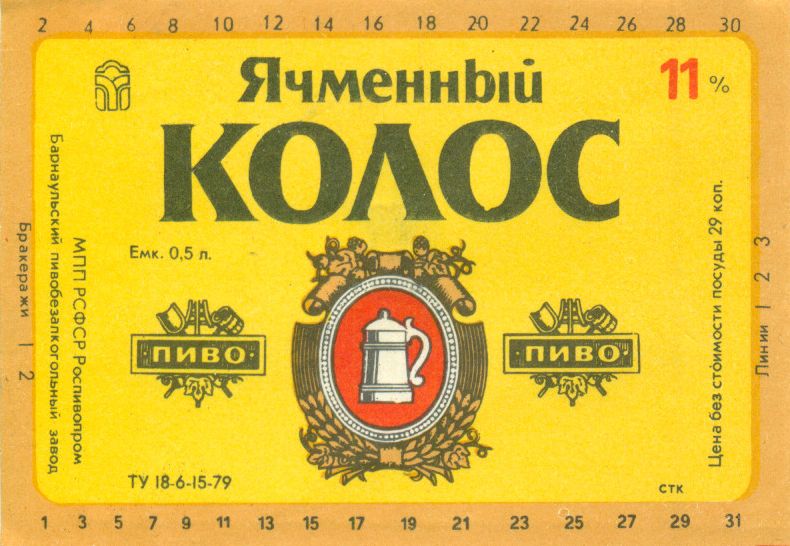 2 4 6 8 10 12 14 16 18 20 22 24 26 28 30
Ячменный
11 %
КОЛОС
Барнаульский пивобезалкогольный завод
МПП РСФСР Роспивопром
Бракеражи 1 2
Емк. 0,5 л.
ПИВО
ПИВО
Цена без стоимости посуды 29 коп.
Линии 1 2 3
ТУ 18-6-15-79
СТК
1 3 5 7 9 11 13 15 17 19 21 23 25 27 29 31